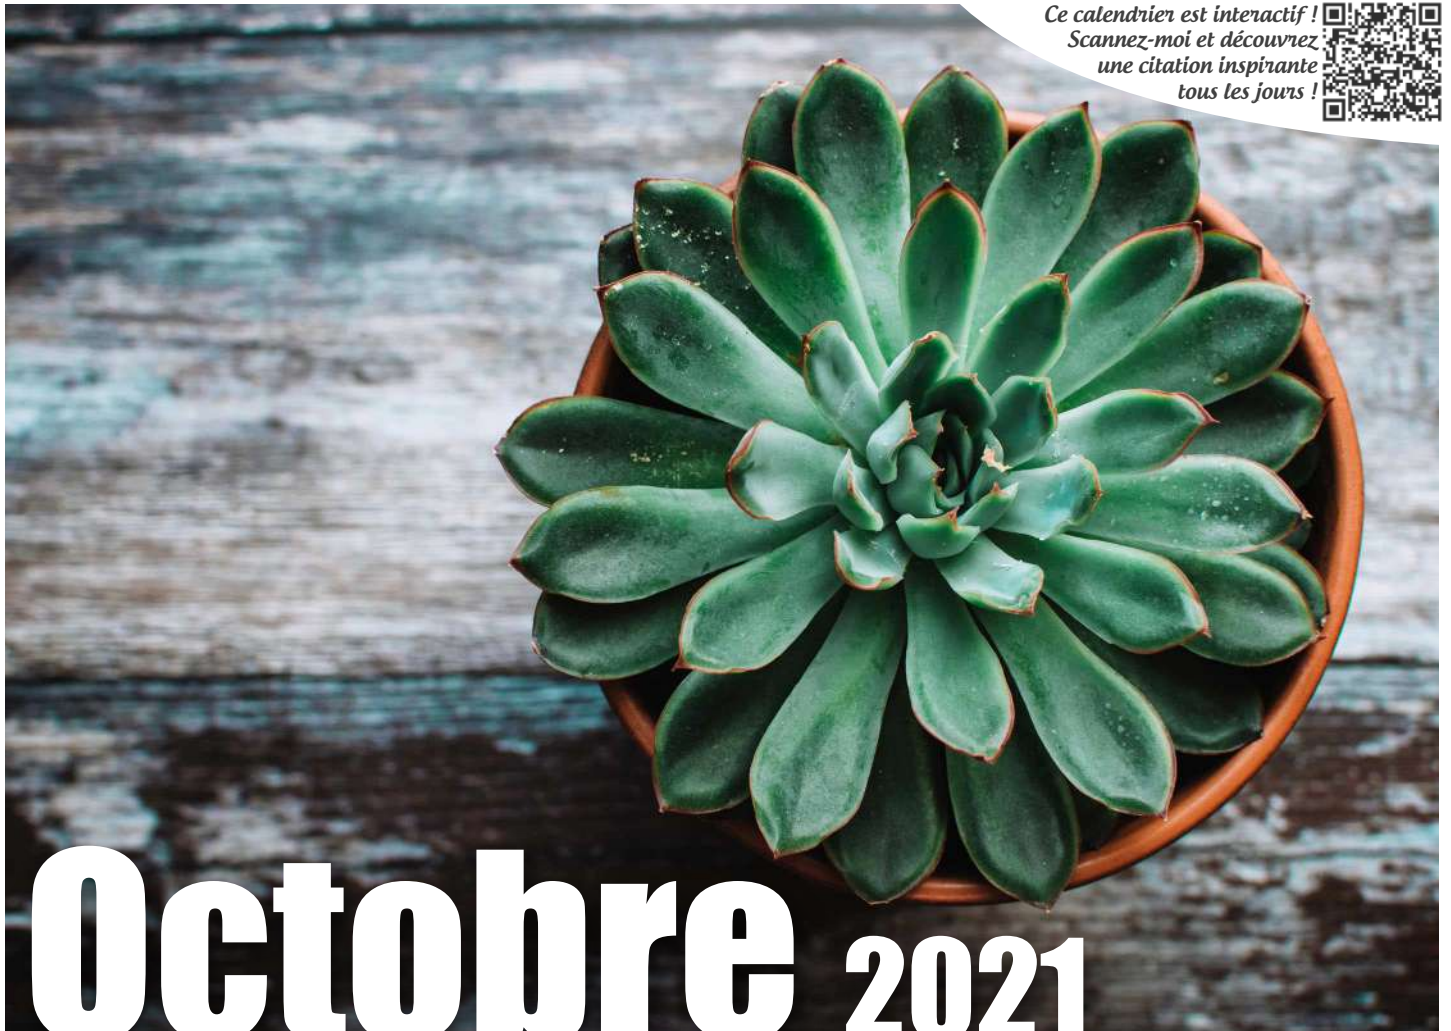 Ce calendrier est interactif !
Scannez-moi et découvrez
une citation inspirante
tous les jours !
Octobre 2021